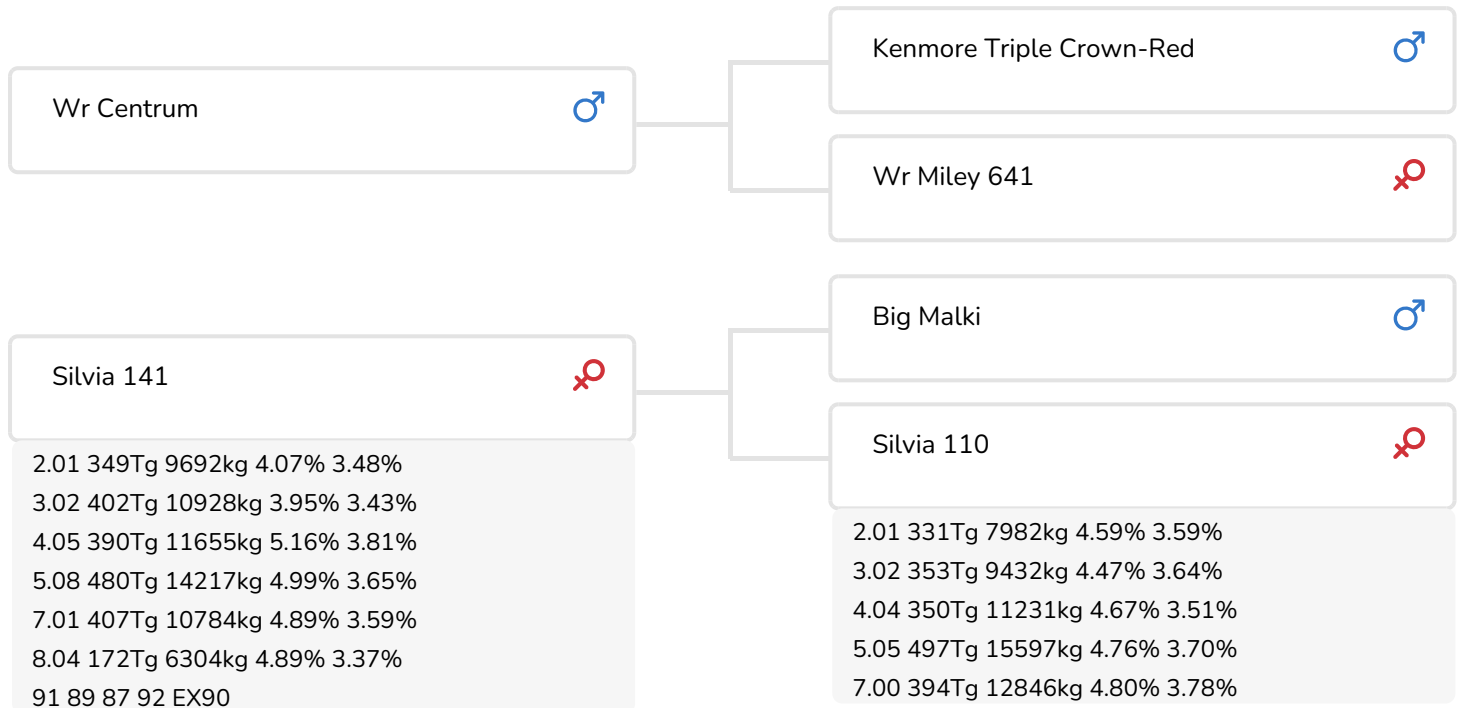 Wr Centrum
Kenmore Triple Crown-Red
Wr Miley 641
Silvia 141
2.01 349Tg 9692kg 4.07% 3.48%
3.02 402Tg 10928kg 3.95% 3.43%
4.05 390Tg 11655kg 5.16% 3.81%
5.08 480Tg 14217kg 4.99% 3.65%
7.01 407Tg 10784kg 4.89% 3.59%
8.04 172Tg 6304kg 4.89% 3.37%
91 89 87 92 EX90
Big Malki
Silvia 110
2.01 331Tg 7982kg 4.59% 3.59%
3.02 353Tg 9432kg 4.47% 3.64%
4.04 350Tg 11231kg 4.67% 3.51%
5.05 497Tg 15597kg 4.76% 3.70%
7.00 394Tg 12846kg 4.80% 3.78%